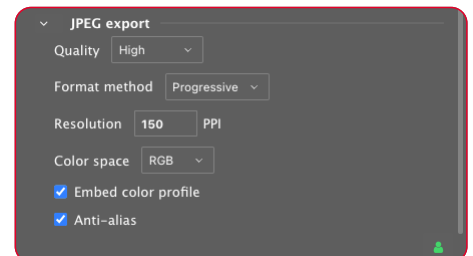 JPEG export
Quality High
Format method Progressive
Resolution 150 PPI
Color space RGB
Embed color profile
Anti-alias